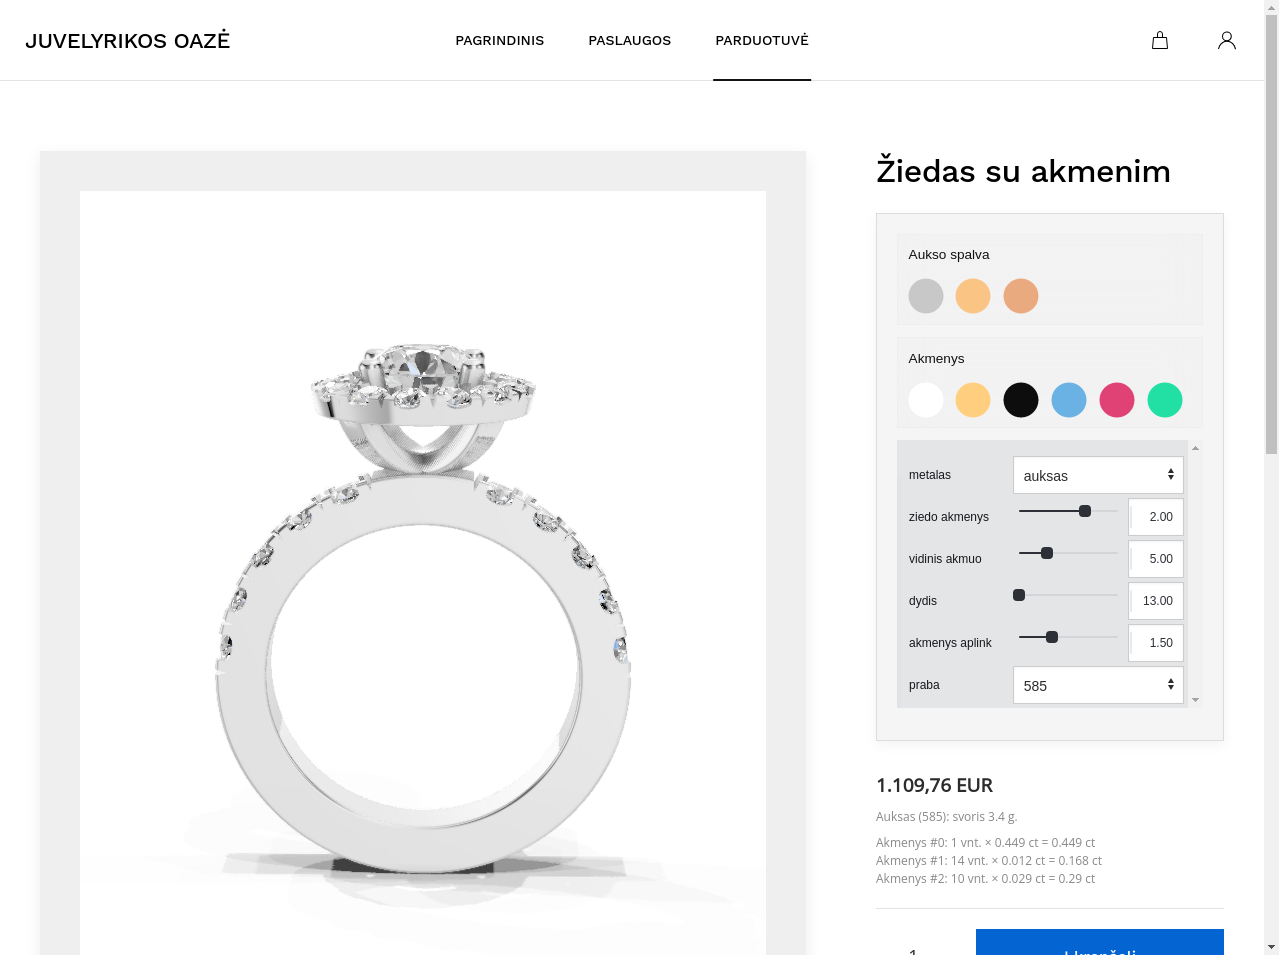 JUVELYRIKOS OAZĖ
PAGRINDINIS
PASLAUGOS
PARDUOTUVĖ
Žiedas su akmenim
Aukso spalva
Akmenys
metalas
auksas
ziedo akmenys
2.00
vidinis akmuo
5.00
dydis
13.00
akmenys aplink
1.50
praba
585
1.109,76 EUR
Auksas (585): svoris 3.4 g.
Akmenys #0: 1 vnt. × 0.449 ct = 0.449 ct
Akmenys #1: 14 vnt. × 0.012 ct = 0.168 ct
Akmenys #2: 10 vnt. × 0.029 ct = 0.29 ct
1